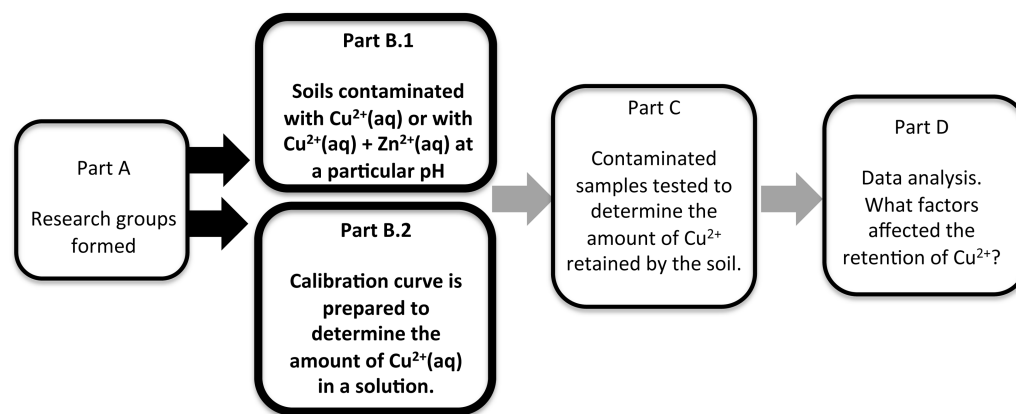 Part A
Research groups
formed
Part B.1
Soils contaminated
with Cu²⁺(aq) or with
Cu²⁺(aq) + Zn²⁺(aq) at
a particular pH
Part B.2
Calibration curve is
prepared to
determine the
amount of Cu²⁺(aq)
in a solution.
Part C
Contaminated
samples tested to
determine the
amount of Cu²⁺
retained by the soil.
Part D
Data analysis.
What factors
affected the
retention of Cu²⁺?